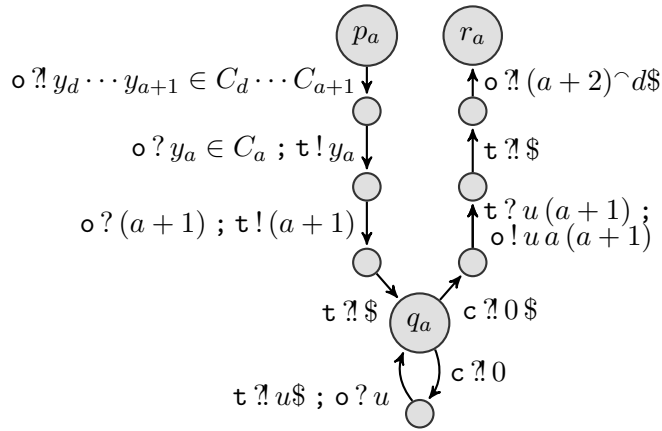 p_a
r_a
o ?! y_d ⋯ y_{a+1} ∈ C_d ⋯ C_{a+1}
o ?! (a + 2)⌢d$
o ? y_a ∈ C_a ; t ! y_a
t ?! $
o ? (a + 1) ; t ! (a + 1)
t ? u (a + 1) ;
o ! u a (a + 1)
t ?! $
q_a
c ?! 0 $
c ?! 0
t ?! u$ ; o ? u